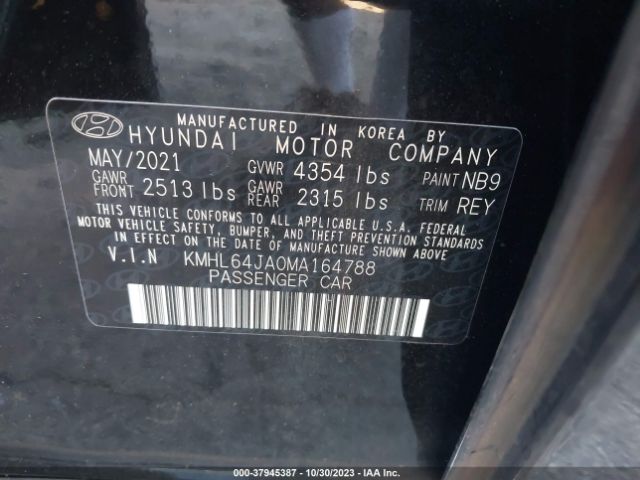 MANUFACTURED IN KOREA BY
HYUNDAI MOTOR COMPANY
MAY/2021 GVWR 4354 lbs PAINT NB9
GAWR FRONT 2513 lbs GAWR REAR 2315 lbs TRIM REY
THIS VEHICLE CONFORMS TO ALL APPLICABLE U.S.A. FEDERAL
MOTOR VEHICLE SAFETY, BUMPER, AND THEFT PREVENTION STANDARDS
IN EFFECT ON THE DATE OF MANUFACTURE SHOWN ABOVE
V.I.N KMHL64JA0MA164788
PASSENGER CAR
000-37945387 - 10/30/2023 - IAA Inc.